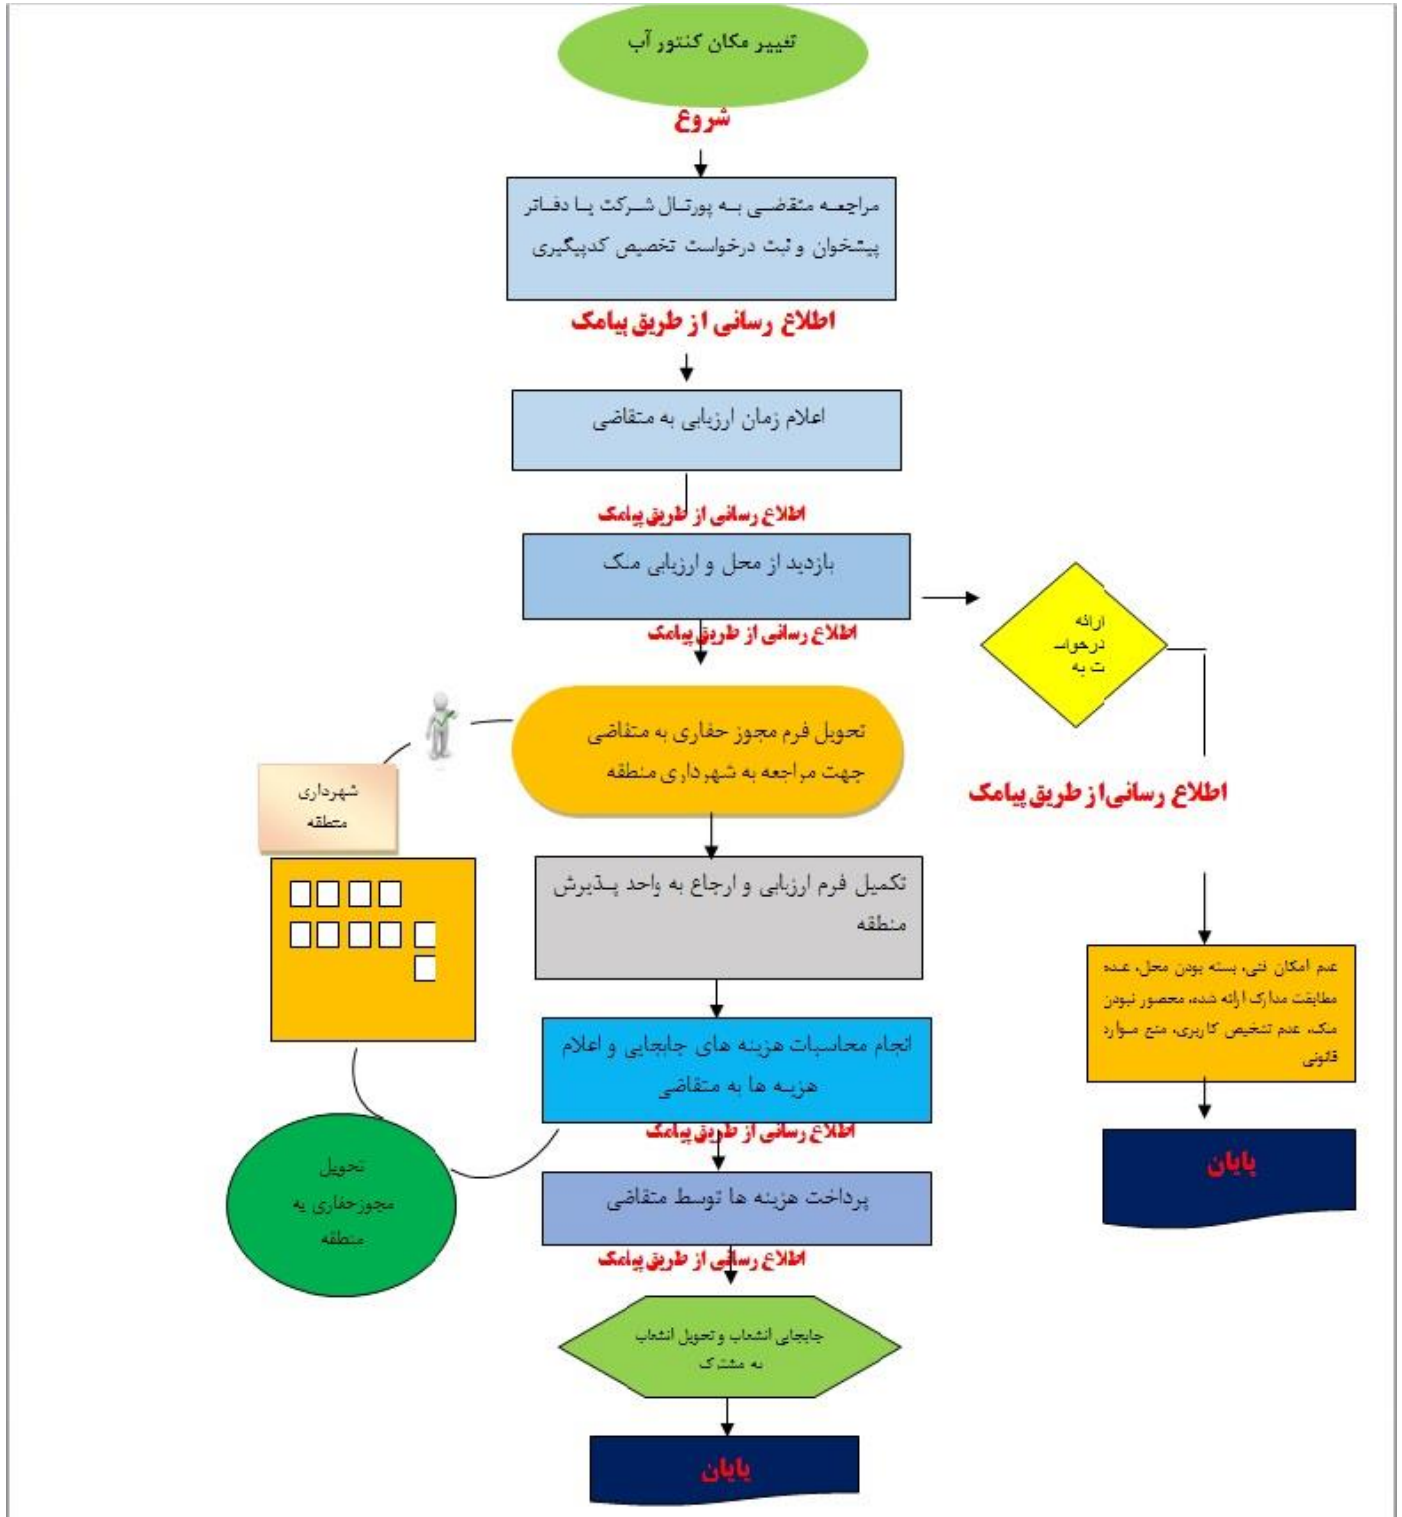 تغییر مکان کنتور آب
شروع
مراجعه متقضی به پورتال شرکت یا دفاتر
پیشخوان و ثبت درخواست تخصیص کدپیگیری
اطلاع رسانی از طریق پیامک
اعلام زمان ارزیابی به متقاضی
اطلاع رسانی از طریق پیامک
بازدید از محل و ارزیابی ملک
ارائه
درخواس
ت به
اطلاع رسانی از طریق پیامک
تحویل فرم مجوز حفاری به متقاضی
جهت مراجعه به شهرداری منطقه
شهرداری
منطقه
اطلاع رسانی از طریق پیامک
تکمیل فرم ارزیابی و ارجاع به واحد پذیرش
منطقه
عدم امکان فنی، بسته بودن محل، عدم
مطابقت مدارک ارائه شده، محصور نبودن
ملک، عدم تشخیص کاربری، منع موارد
قانونی
انجام محاسبات هزینه های جابجایی و اعلام
هزینه ها به متقاضی
اطلاع رسانی از طریق پیامک
تحویل
مجوزحفاری به
منطقه
پایان
پرداخت هزینه ها توسط متقاضی
اطلاع رسانی از طریق پیامک
جابجایی انشعاب و تحویل انشعاب
به مشترک
پایان